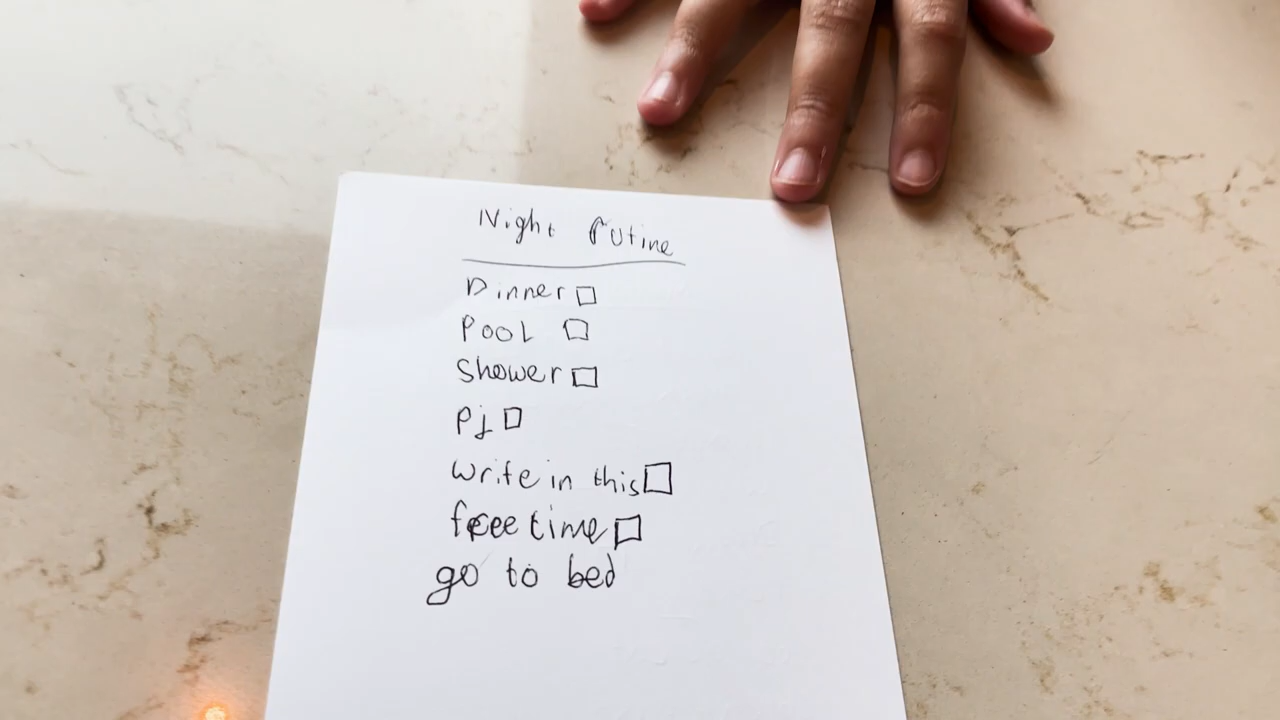 Night rutine
Dinner
Pool
Shower
Pj
write in this
free time
go to bed